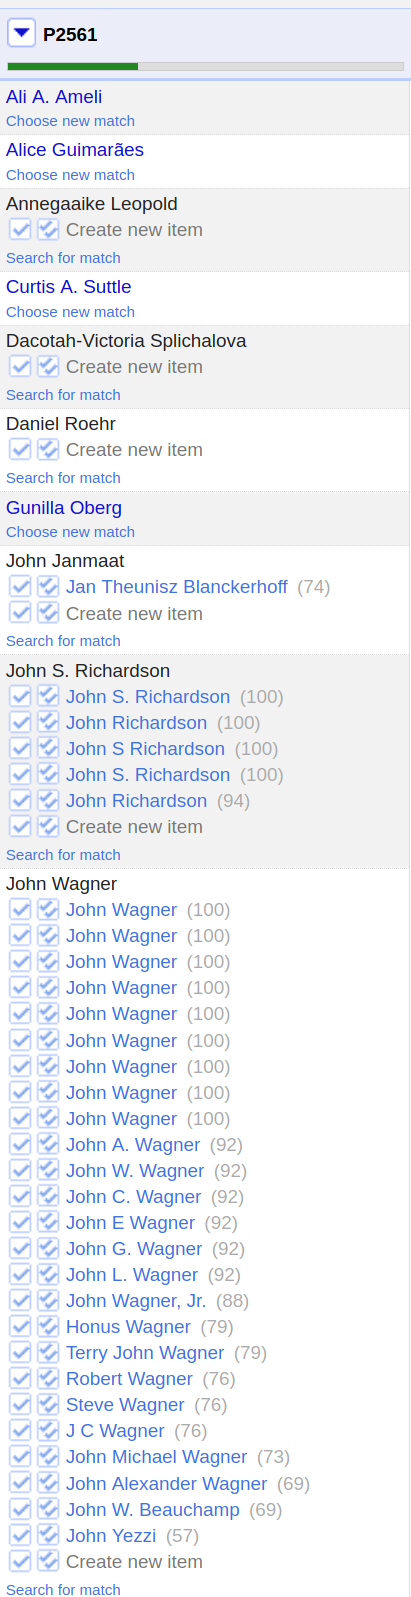 P2561
Ali A. Ameli
Choose new match
Alice Guimarães
Choose new match
Annegaaike Leopold
Create new item
Search for match
Curtis A. Suttle
Choose new match
Dacotah-Victoria Splichalova
Create new item
Search for match
Daniel Roehr
Create new item
Search for match
Gunilla Oberg
Choose new match
John Janmaat
Jan Theunisz Blanckerhoff (74)
Create new item
Search for match
John S. Richardson
John S. Richardson (100)
John Richardson (100)
John S Richardson (100)
John S. Richardson (100)
John Richardson (94)
Create new item
Search for match
John Wagner
John Wagner (100)
John Wagner (100)
John Wagner (100)
John Wagner (100)
John Wagner (100)
John Wagner (100)
John Wagner (100)
John Wagner (100)
John Wagner (100)
John A. Wagner (92)
John W. Wagner (92)
John C. Wagner (92)
John E Wagner (92)
John G. Wagner (92)
John L. Wagner (92)
John Wagner, Jr. (88)
Honus Wagner (79)
Terry John Wagner (79)
Robert Wagner (76)
Steve Wagner (76)
J C Wagner (76)
John Michael Wagner (73)
John Alexander Wagner (69)
John W. Beauchamp (69)
John Yezzi (57)
Create new item
Search for match